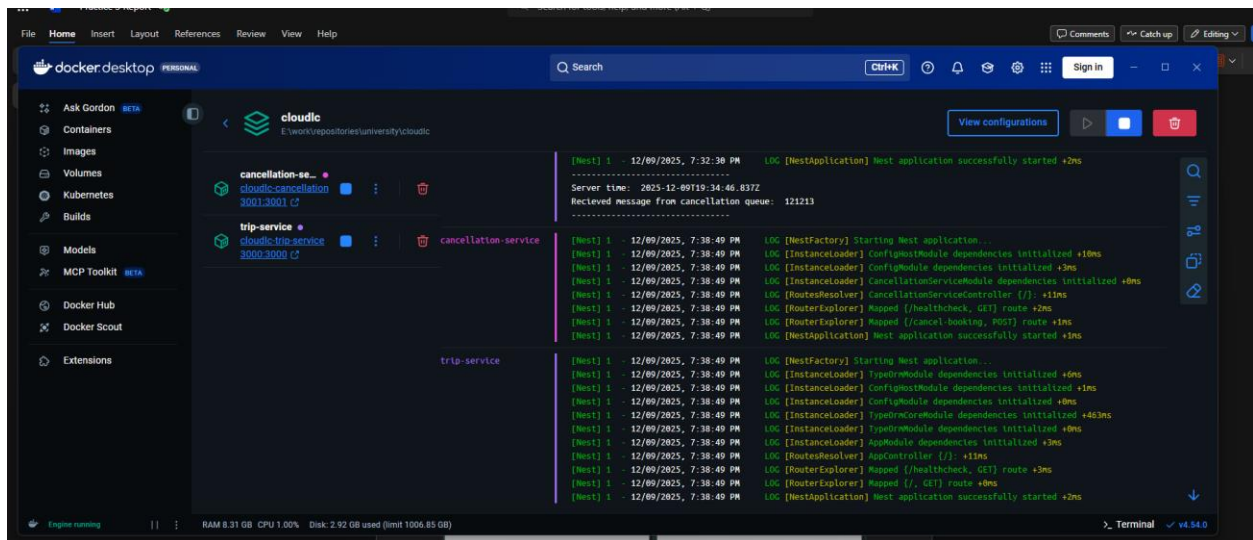 Practice 5 Report
File Home Insert Layout References Review View Help
Comments Catch up Editing
docker.desktop PERSONAL
Search Ctrl+K Sign in
Ask Gordon BETA
Containers
Images
Volumes
Kubernetes
Builds
Models
MCP Toolkit BETA
Docker Hub
Docker Scout
Extensions
cloudlc
E:\work\repositories\university\cloudlc
View configurations
cancellation-se...
cloudlc-cancellation
3001:3001
trip-service
cloudlc-trip-service
3000:3000
[Nest] 1 - 12/09/2025, 7:32:30 PM LOG [NestApplication] Nest application successfully started +2ms
--------------------------------
Server time: 2025-12-09T19:34:46.837Z
Recieved message from cancellation queue: 121213
--------------------------------
cancellation-service
[Nest] 1 - 12/09/2025, 7:38:49 PM LOG [NestFactory] Starting Nest application...
[Nest] 1 - 12/09/2025, 7:38:49 PM LOG [InstanceLoader] ConfigHostModule dependencies initialized +10ms
[Nest] 1 - 12/09/2025, 7:38:49 PM LOG [InstanceLoader] ConfigModule dependencies initialized +3ms
[Nest] 1 - 12/09/2025, 7:38:49 PM LOG [InstanceLoader] CancellationServiceModule dependencies initialized +0ms
[Nest] 1 - 12/09/2025, 7:38:49 PM LOG [RoutesResolver] CancellationServiceController {/}: +11ms
[Nest] 1 - 12/09/2025, 7:38:49 PM LOG [RouterExplorer] Mapped {/healthcheck, GET} route +2ms
[Nest] 1 - 12/09/2025, 7:38:49 PM LOG [RouterExplorer] Mapped {/cancel-booking, POST} route +1ms
[Nest] 1 - 12/09/2025, 7:38:49 PM LOG [NestApplication] Nest application successfully started +1ms
trip-service
[Nest] 1 - 12/09/2025, 7:38:49 PM LOG [NestFactory] Starting Nest application...
[Nest] 1 - 12/09/2025, 7:38:49 PM LOG [InstanceLoader] TypeOrmModule dependencies initialized +6ms
[Nest] 1 - 12/09/2025, 7:38:49 PM LOG [InstanceLoader] ConfigHostModule dependencies initialized +1ms
[Nest] 1 - 12/09/2025, 7:38:49 PM LOG [InstanceLoader] ConfigModule dependencies initialized +0ms
[Nest] 1 - 12/09/2025, 7:38:49 PM LOG [InstanceLoader] TypeOrmCoreModule dependencies initialized +463ms
[Nest] 1 - 12/09/2025, 7:38:49 PM LOG [InstanceLoader] TypeOrmModule dependencies initialized +0ms
[Nest] 1 - 12/09/2025, 7:38:49 PM LOG [InstanceLoader] AppModule dependencies initialized +3ms
[Nest] 1 - 12/09/2025, 7:38:49 PM LOG [RoutesResolver] AppController {/}: +11ms
[Nest] 1 - 12/09/2025, 7:38:49 PM LOG [RouterExplorer] Mapped {/healthcheck, GET} route +3ms
[Nest] 1 - 12/09/2025, 7:38:49 PM LOG [RouterExplorer] Mapped {/, GET} route +0ms
[Nest] 1 - 12/09/2025, 7:38:49 PM LOG [NestApplication] Nest application successfully started +2ms
Engine running RAM 8.31 GB CPU 1.00% Disk: 2.92 GB used (limit 1006.85 GB) >_ Terminal v4.54.0